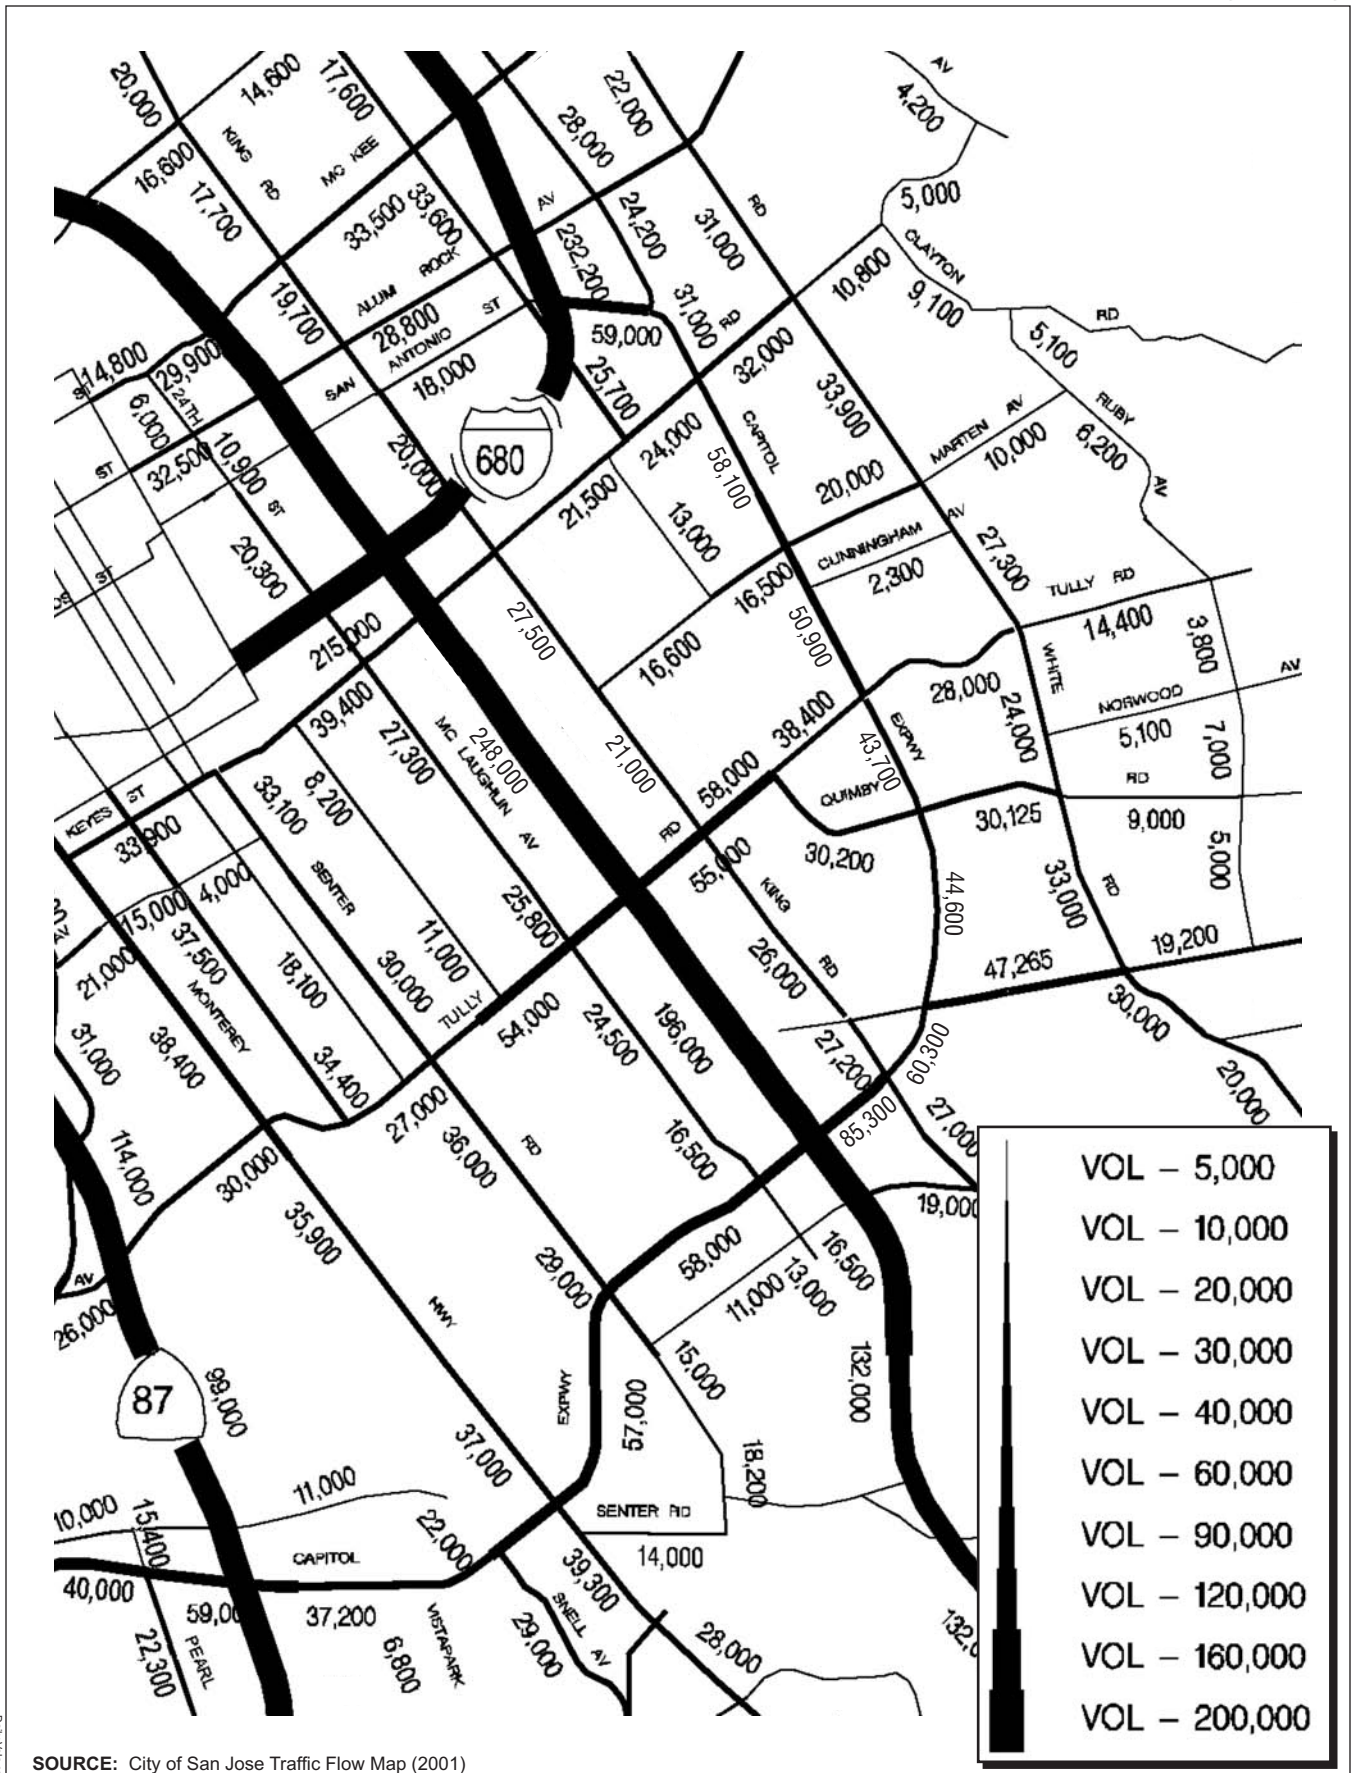 20,000
14,600
17,600
22,000
28,000
AV
4,200
KING
RD
MC KEE
16,600
17,700
33,500
33,600
AV
24,200
31,000
RD
5,000
232,200
CLAYTON
ALUM
ROCK
10,800
9,100
RD
19,700
28,800
ST
31,000
RD
59,000
5,100
SAN
ANTONIO
18,000
14,800
ST
29,900
24TH
6,000
25,700
32,000
33,900
MARTEN
AV
RUBY
10,000
6,200
AV
ST
32,500
10,900
ST
20,000
680
24,000
CAPITOL
58,100
20,000
21,500
13,000
CUNNINGHAM
AV
2,300
27,300
TULLY RD
14,400
3,800
20,300
ST
16,500
50,900
27,500
215,000
16,600
28,000
WHITE
NORWOOD
AV
5,100
7,000
24,000
39,400
27,300
MC LAUGHLIN
AV
248,000
21,000
38,400
58,000
EXPWY
43,700
QUIMBY
RD
30,125
9,000
5,000
KEYES
ST
33,900
33,100
8,200
RD
30,200
55,000
KING
RD
44,600
33,000
RD
4,000
15,000
SENTER
25,800
21,000
37,500
18,100
11,000
30,000
26,000
47,265
19,200
AV
MONTEREY
TULLY
54,000
24,500
196,000
30,000
31,000
38,400
34,400
27,000
27,200
60,300
20,000
85,300
27,000
114,000
30,000
36,000
RD
16,500
35,900
58,000
19,000
AV
26,000
HWY
29,000
11,000
13,000
16,500
15,000
132,000
87
99,000
EXPWY
57,000
37,000
18,200
SENTER RD
14,000
10,000
15,400
11,000
22,000
CAPITOL
39,300
40,000
59,00
37,200
22,300
PEARL
6,800
VISTAPARK
29,000
SNELL AV
28,000
132,0
VOL – 5,000
VOL – 10,000
VOL – 20,000
VOL – 30,000
VOL – 40,000
VOL – 60,000
VOL – 90,000
VOL – 120,000
VOL – 160,000
VOL – 200,000
SOURCE: City of San Jose Traffic Flow Map (2001)